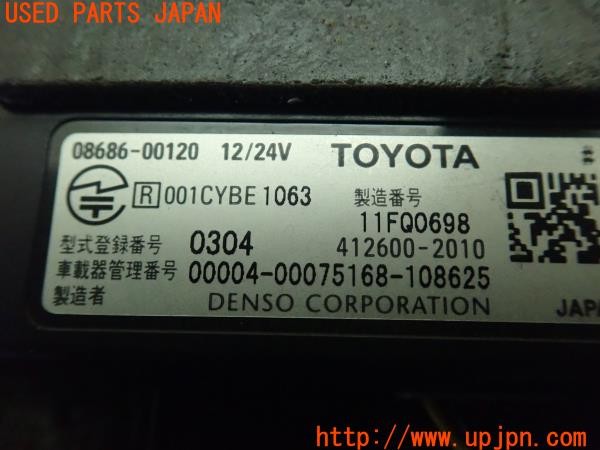 USED PARTS JAPAN
08686-00120 12/24V TOYOTA
R 001CYBE1063 製造番号
11FQ0698
型式登録番号 0304 412600-2010
車載器管理番号 00004-00075168-108625
製造者 DENSO CORPORATION
JAPA
UPJ
http://www.upjpn.com/